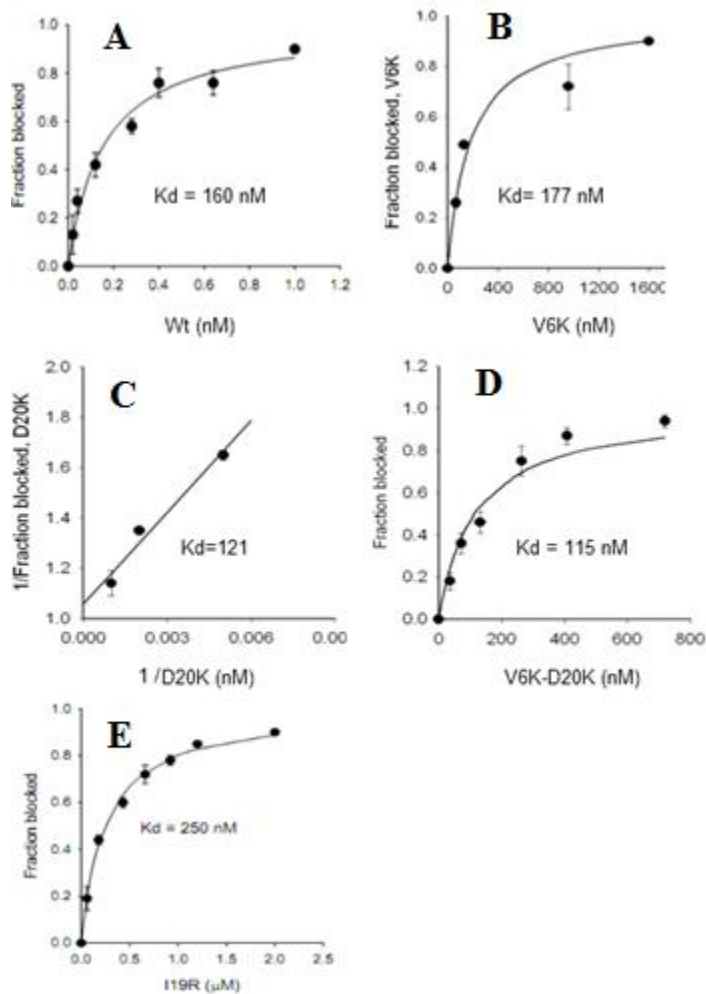 A
Fraction blocked
1.0
0.8
0.6
0.4
0.2
0.0
Kd = 160 nM
0.0 0.2 0.4 0.6 0.8 1.0 1.2
Wt (nM)
B
Fraction blocked, V6K
1.0
0.8
0.6
0.4
0.2
0.0
Kd= 177 nM
0 400 800 1200 1600
V6K (nM)
C
1/Fraction blocked, D20K
2.0
1.8
1.6
1.4
1.2
1.0
Kd=121
0.000 0.003 0.006 0.00
1/D20K (nM)
D
Fraction blocked
1.2
1.0
0.8
0.6
0.4
0.2
0.0
Kd = 115 nM
0 200 400 600 800
V6K-D20K (nM)
E
Fraction blocked
1.0
0.8
0.6
0.4
0.2
0.0
Kd = 250 nM
0.0 0.5 1.0 1.5 2.0 2.5
I19R (μM)